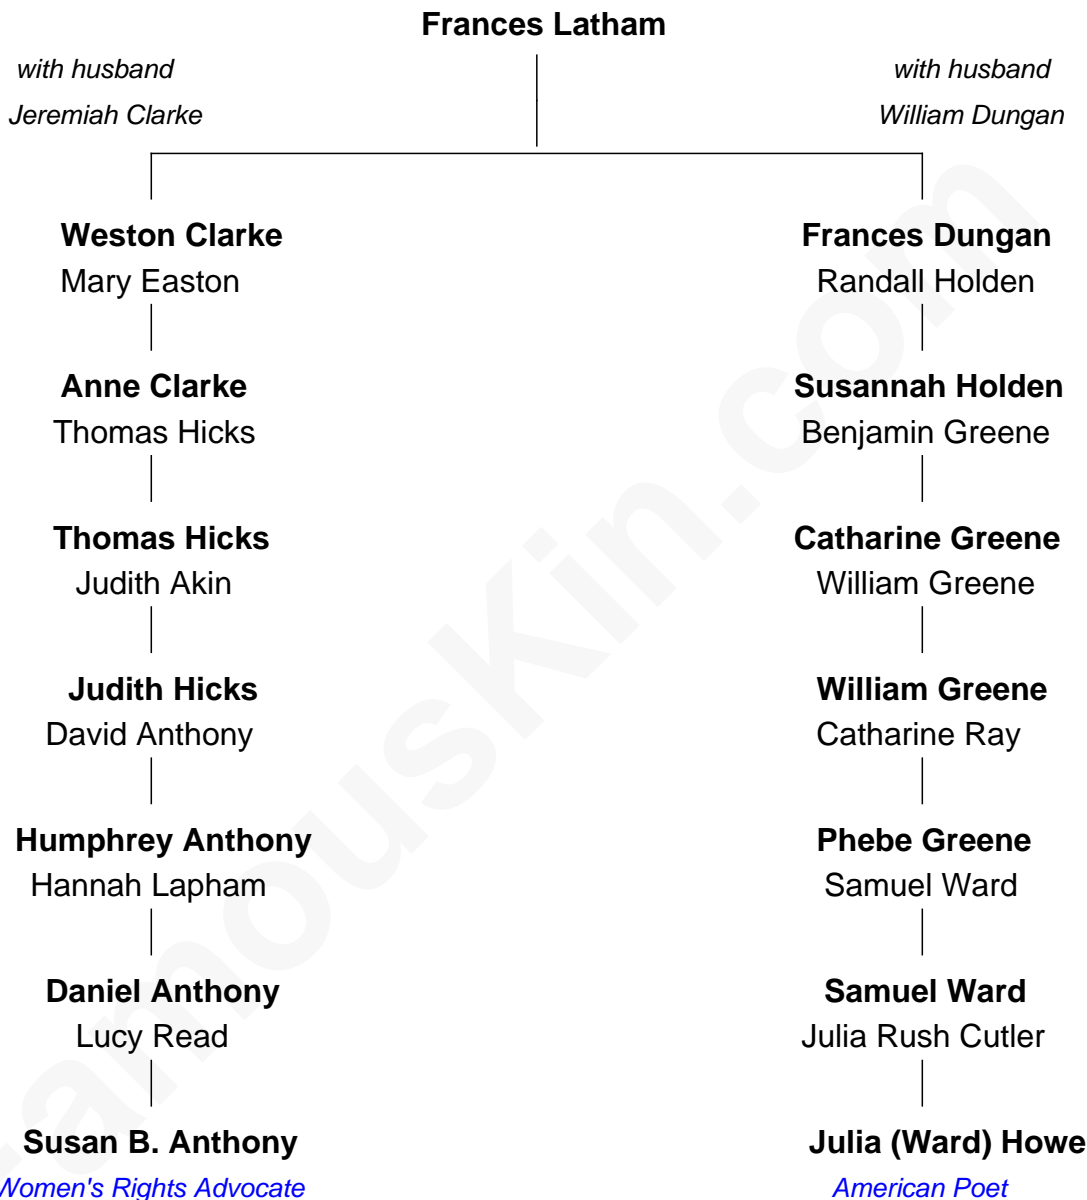 Frances Latham
with husband
Jeremiah Clarke
with husband
William Dungan
Weston Clarke
Mary Easton
Frances Dungan
Randall Holden
Anne Clarke
Thomas Hicks
Susannah Holden
Benjamin Greene
Thomas Hicks
Judith Akin
Catharine Greene
William Greene
Judith Hicks
David Anthony
William Greene
Catharine Ray
Humphrey Anthony
Hannah Lapham
Phebe Greene
Samuel Ward
Daniel Anthony
Lucy Read
Samuel Ward
Julia Rush Cutler
Susan B. Anthony
Women's Rights Advocate
Julia (Ward) Howe
American Poet
FamousKin.com